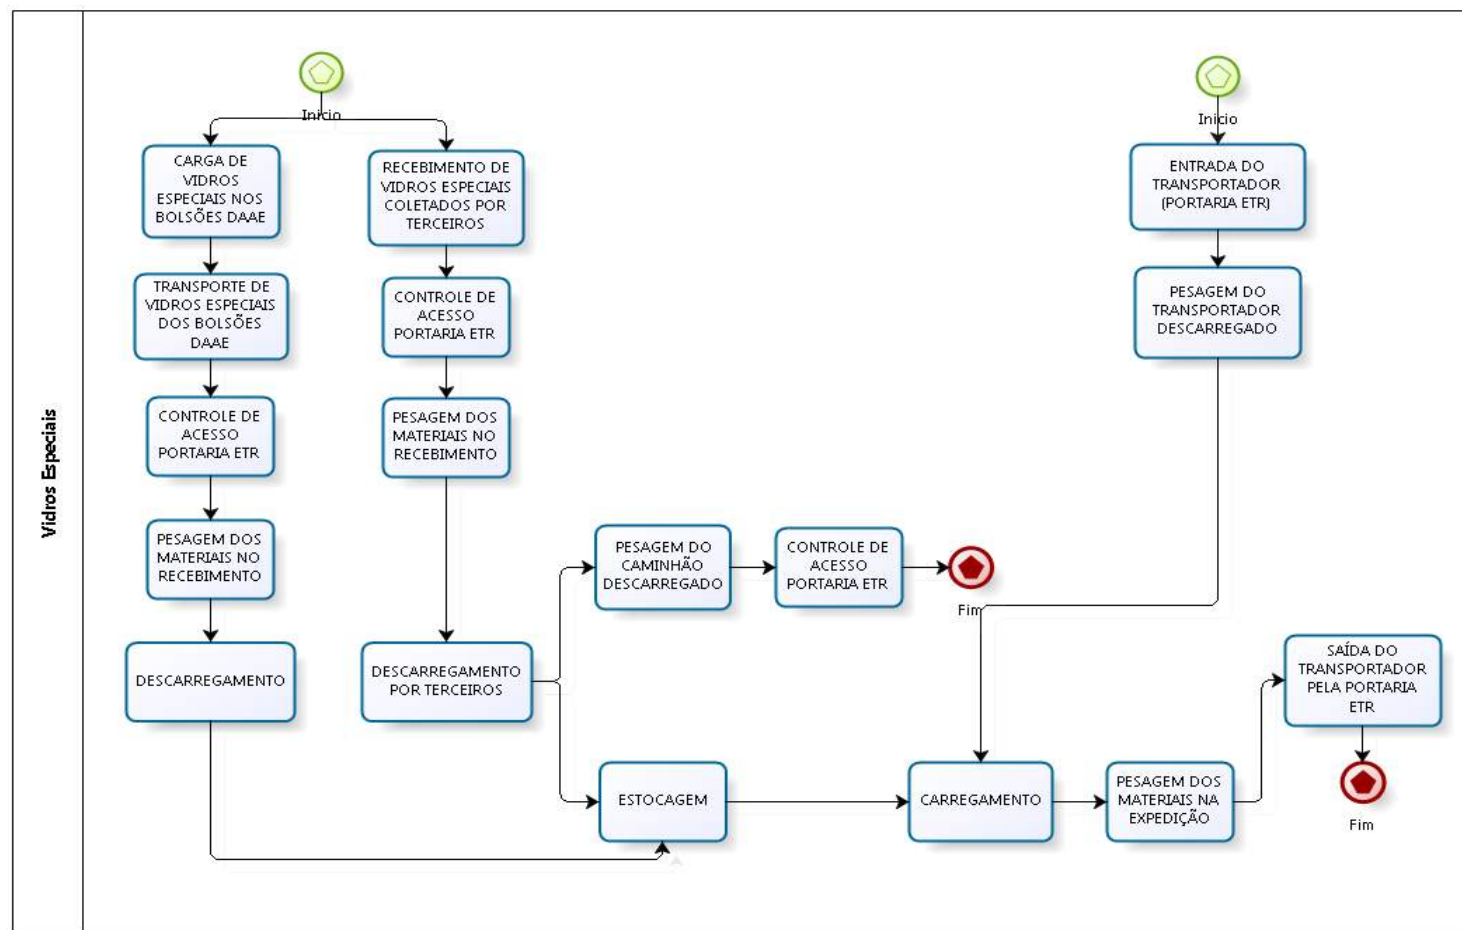 Vidros Especiais
Início
CARGA DE
VIDROS
ESPECIAIS NOS
BOLSÕES DAAE
TRANSPORTE DE
VIDROS ESPECIAIS
DOS BOLSÕES
DAAE
CONTROLE DE
ACESSO
PORTARIA ETR
PESAGEM DOS
MATERIAIS NO
RECEBIMENTO
DESCARREGAMENTO
RECEBIMENTO DE
VIDROS ESPECIAIS
COLETADOS POR
TERCEIROS
CONTROLE DE
ACESSO
PORTARIA ETR
PESAGEM DOS
MATERIAIS NO
RECEBIMENTO
DESCARREGAMENTO
POR TERCEIROS
PESAGEM DO
CAMINHÃO
DESCARREGADO
CONTROLE DE
ACESSO
PORTARIA ETR
Fim
ESTOCAGEM
Início
ENTRADA DO
TRANSPORTADOR
(PORTARIA ETR)
PESAGEM DO
TRANSPORTADOR
DESCARREGADO
CARREGAMENTO
PESAGEM DOS
MATERIAIS NA
EXPEDIÇÃO
SAÍDA DO
TRANSPORTADOR
PELA PORTARIA
ETR
Fim